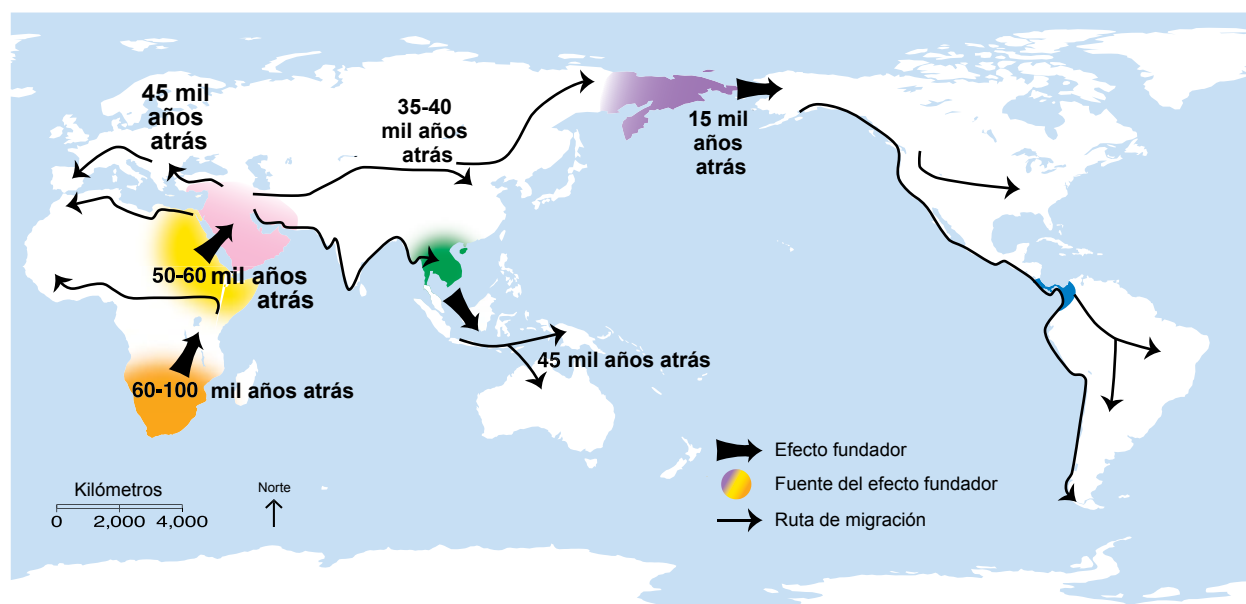 45 mil
años
atrás
35-40
mil años
atrás
15 mil
años
atrás
50-60 mil años
atrás
45 mil años atrás
60-100 mil años atrás
Efecto fundador
Fuente del efecto fundador
Ruta de migración
Kilómetros
0 2,000 4,000
Norte